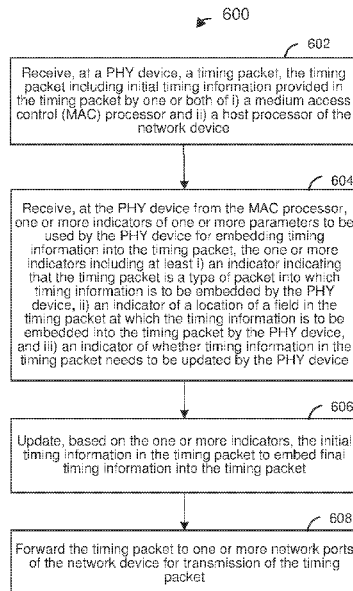 600
602
Receive, at a PHY device, a timing packet, the timing
packet including initial timing information provided
in the timing packet by one or both of i) a medium access
control (MAC) processor and ii) a host processor of the
network device
604
Receive, at the PHY device from the MAC processor,
one or more indicators of one or more parameters to be
used by the PHY device for embedding timing
information into the timing packet, the one or more
indicators including at least i) an indicator indicating
that the timing packet is a type of packet into which
timing information is to be embedded by the PHY
device, ii) an indicator of a location of a field in the
timing packet at which the timing information is to be
embedded into the timing packet by the PHY device,
and iii) an indicator of whether timing information in the
timing packet needs to be updated by the PHY device
606
Update, based on the one or more indicators, the initial
timing information in the timing packet to embed final
timing information into the timing packet
608
Forward the timing packet to one or more network ports
of the network device for transmission of the timing
packet